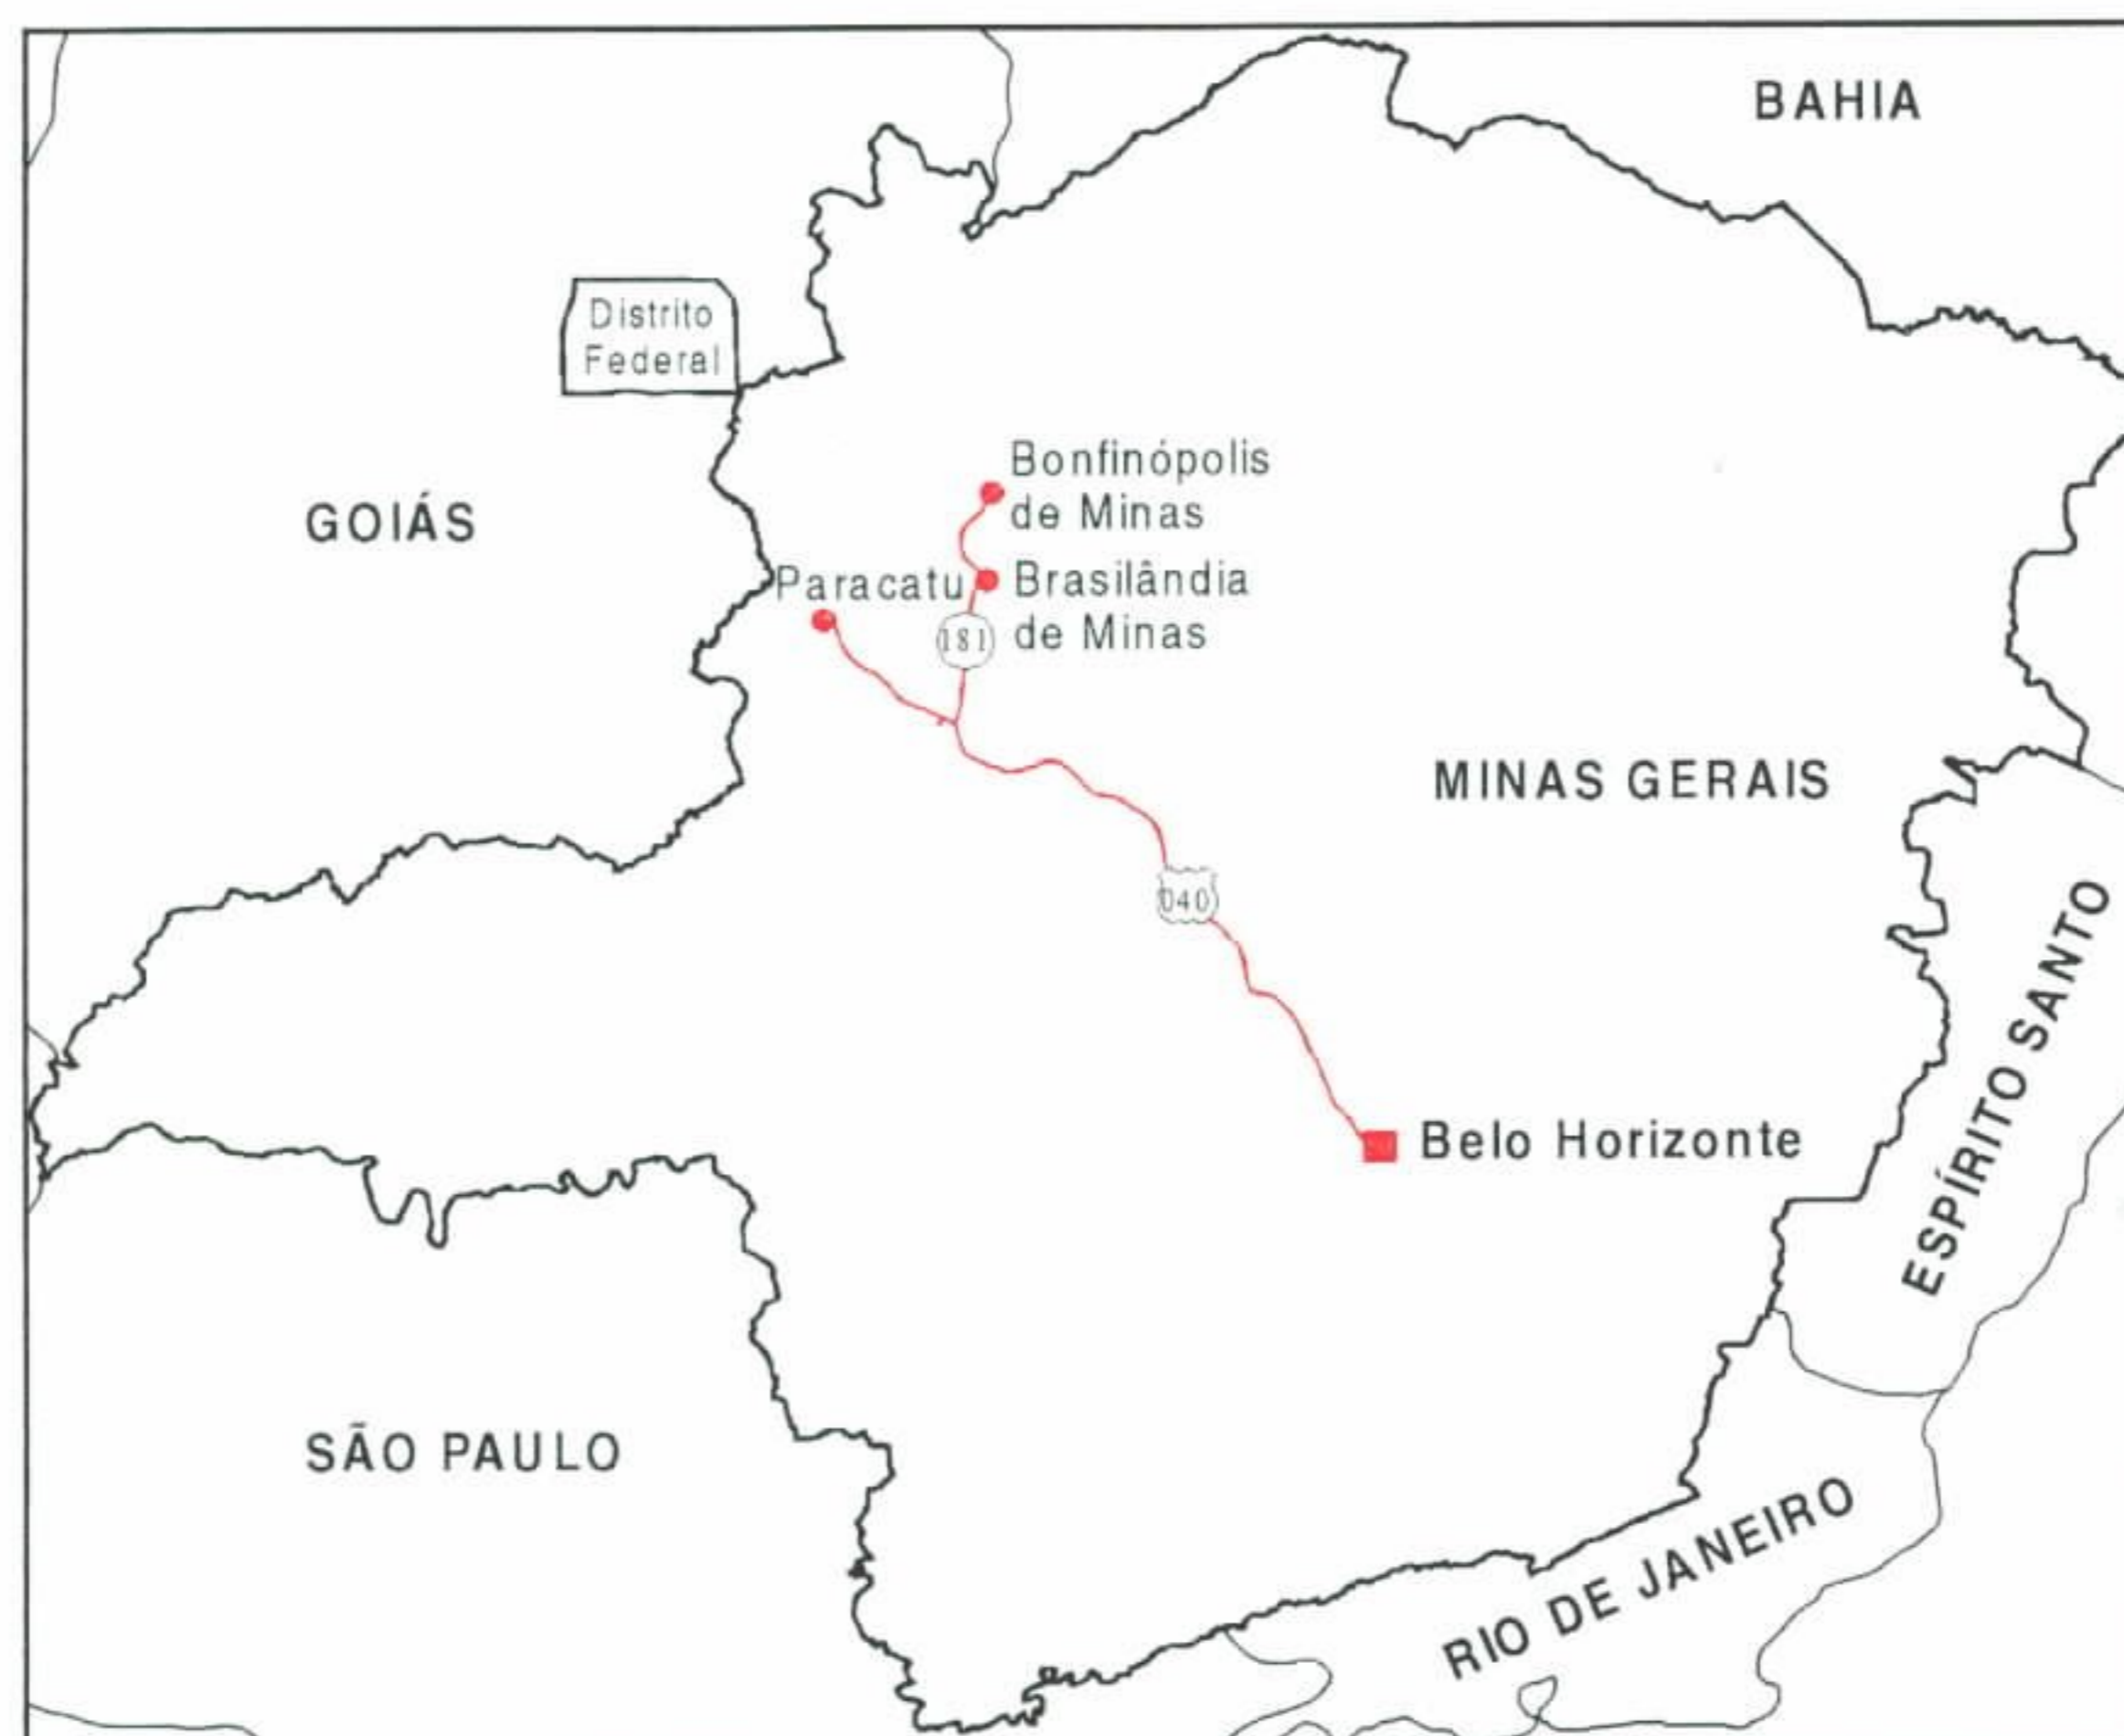 BAHIA
Distrito
Federal
Bonfinópolis
de Minas
GOIÁS
Paracatu
Brasilândia
de Minas
181
MINAS GERAIS
040
ESPÍRITO SANTO
Belo Horizonte
SÃO PAULO
RIO DE JANEIRO